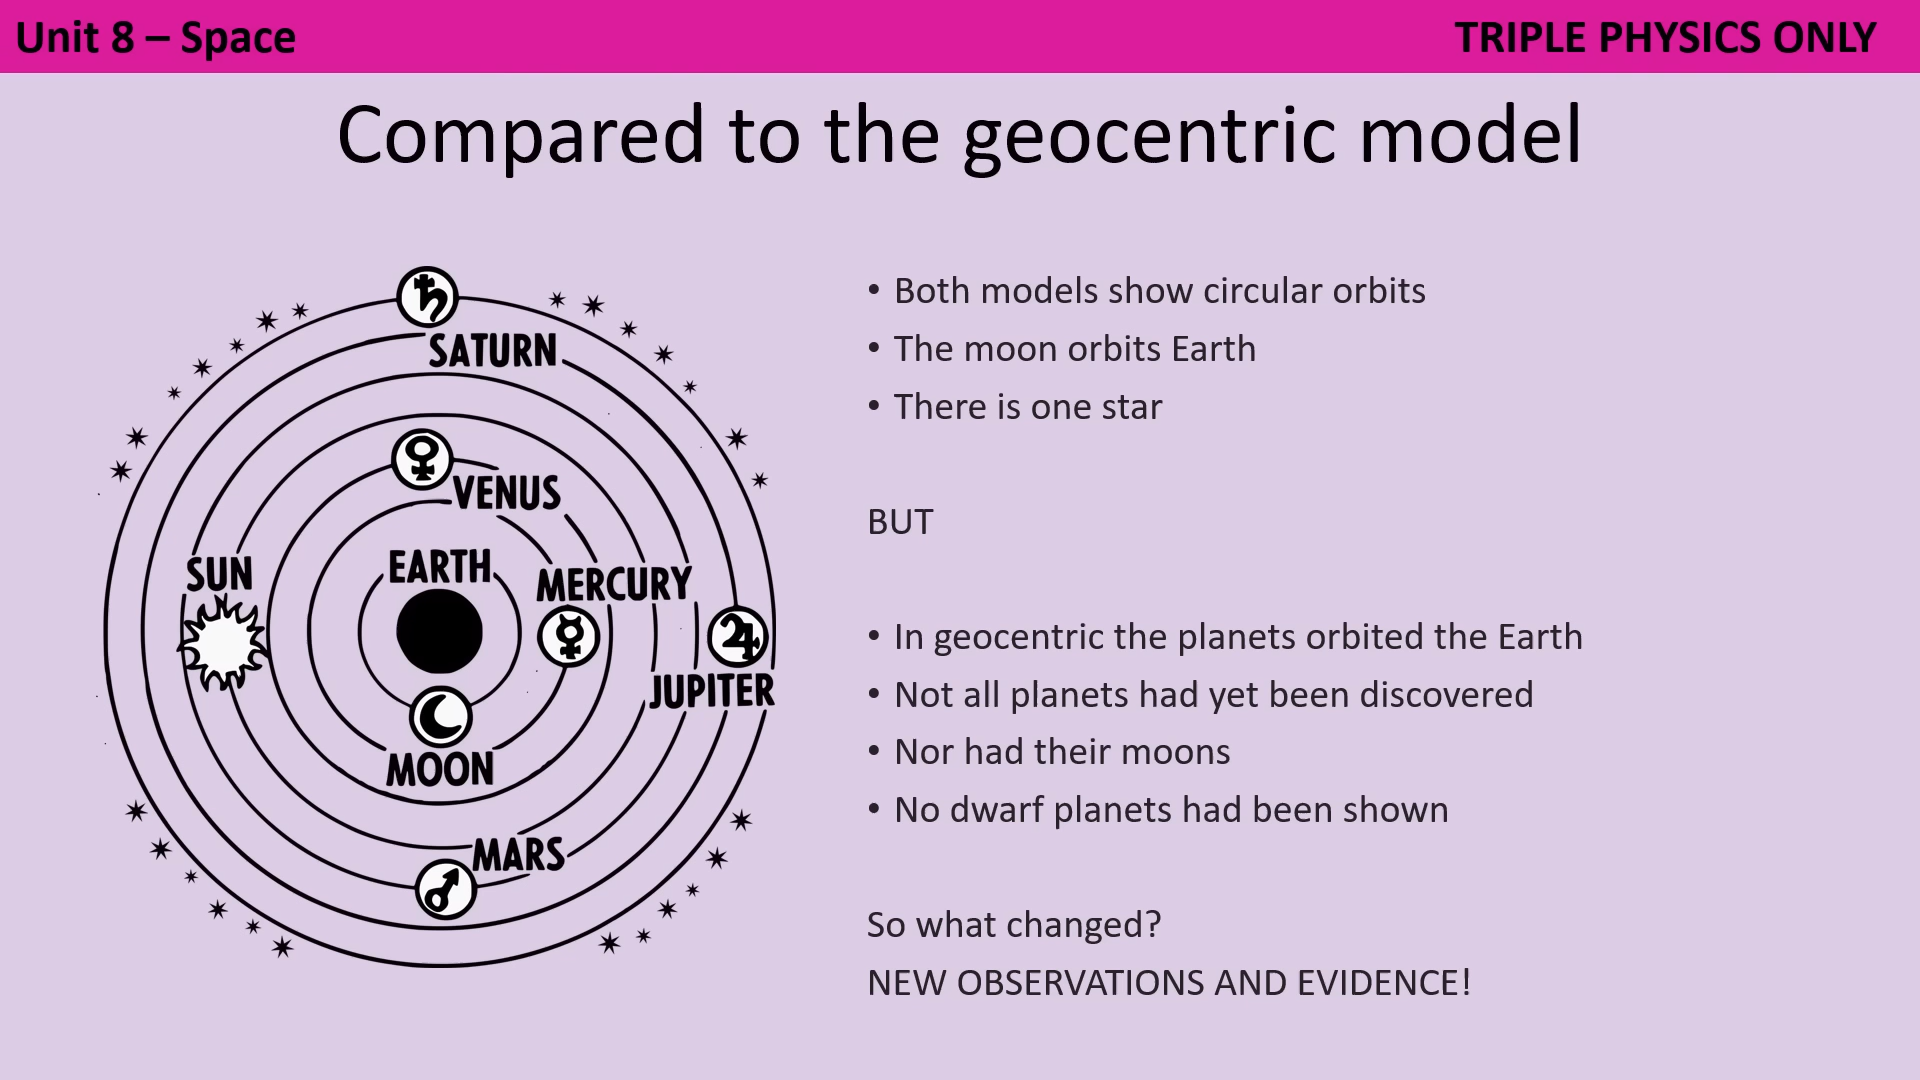 Unit 8 – Space
TRIPLE PHYSICS ONLY
Compared to the geocentric model
SATURN
VENUS
SUN
EARTH
MERCURY
JUPITER
MOON
MARS
• Both models show circular orbits
• The moon orbits Earth
• There is one star
BUT
• In geocentric the planets orbited the Earth
• Not all planets had yet been discovered
• Nor had their moons
• No dwarf planets had been shown
So what changed?
NEW OBSERVATIONS AND EVIDENCE!